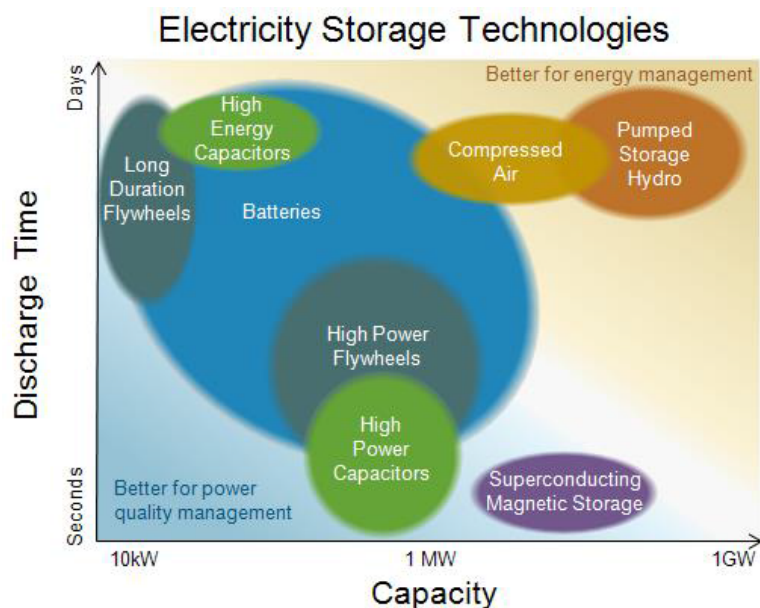 Electricity Storage Technologies
Days
Better for energy management
High
Energy
Capacitors
Long
Duration
Flywheels
Batteries
Compressed
Air
Pumped
Storage
Hydro
Discharge Time
High Power
Flywheels
High
Power
Capacitors
Superconducting
Magnetic Storage
Better for power
quality management
Seconds
10kW
1 MW
1GW
Capacity